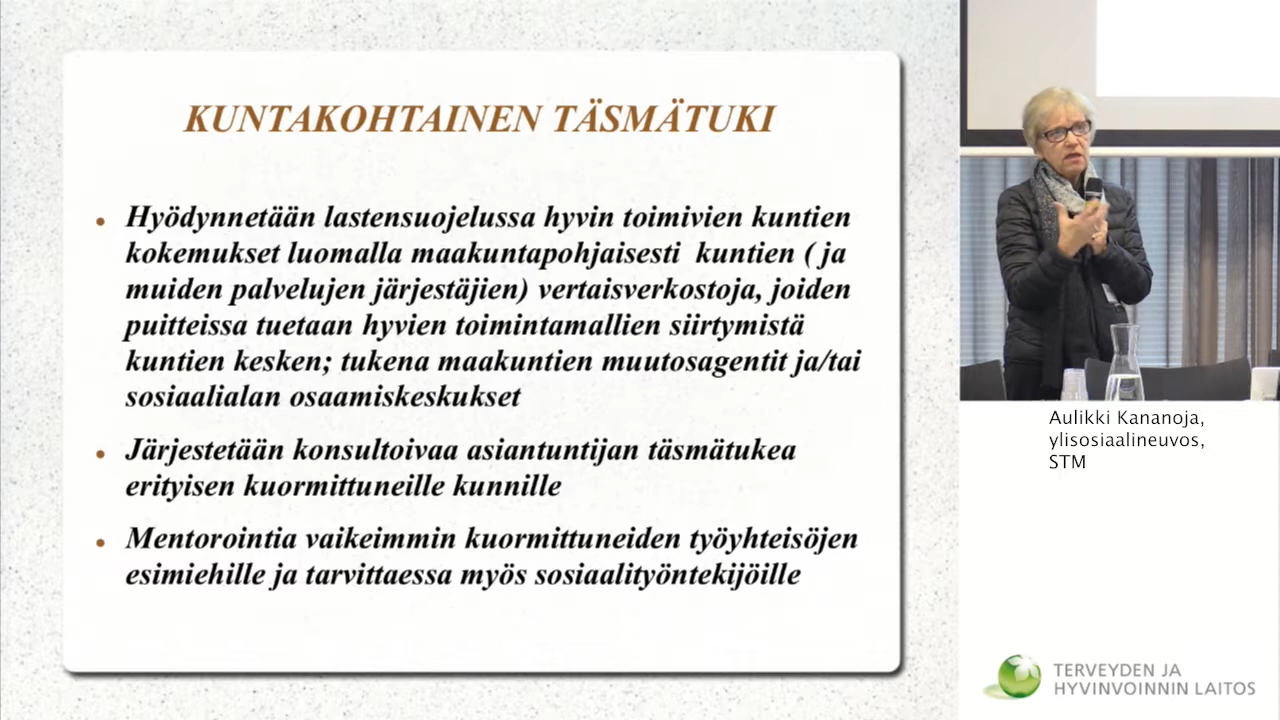 KUNTAKOHTAINEN TÄSMÄTUKI
• Hyödynnetään lastensuojelussa hyvin toimivien kuntien
kokemukset luomalla maakuntapohjaisesti kuntien ( ja
muiden palvelujen järjestäjien) vertaisverkostoja, joiden
puitteissa tuetaan hyvien toimintamallien siirtymistä
kuntien kesken; tukena maakuntien muutosagentit ja/tai
sosiaalialan osaamiskeskukset
• Järjestetään konsultoivaa asiantuntijan täsmätukea
erityisen kuormittuneille kunnille
• Mentorointia vaikeimmin kuormittuneiden työyhteisöjen
esimiehille ja tarvittaessa myös sosiaalityöntekijöille
Aulikki Kananoja,
ylisosiaalineuvos,
STM
TERVEYDEN JA
HYVINVOINNIN LAITOS